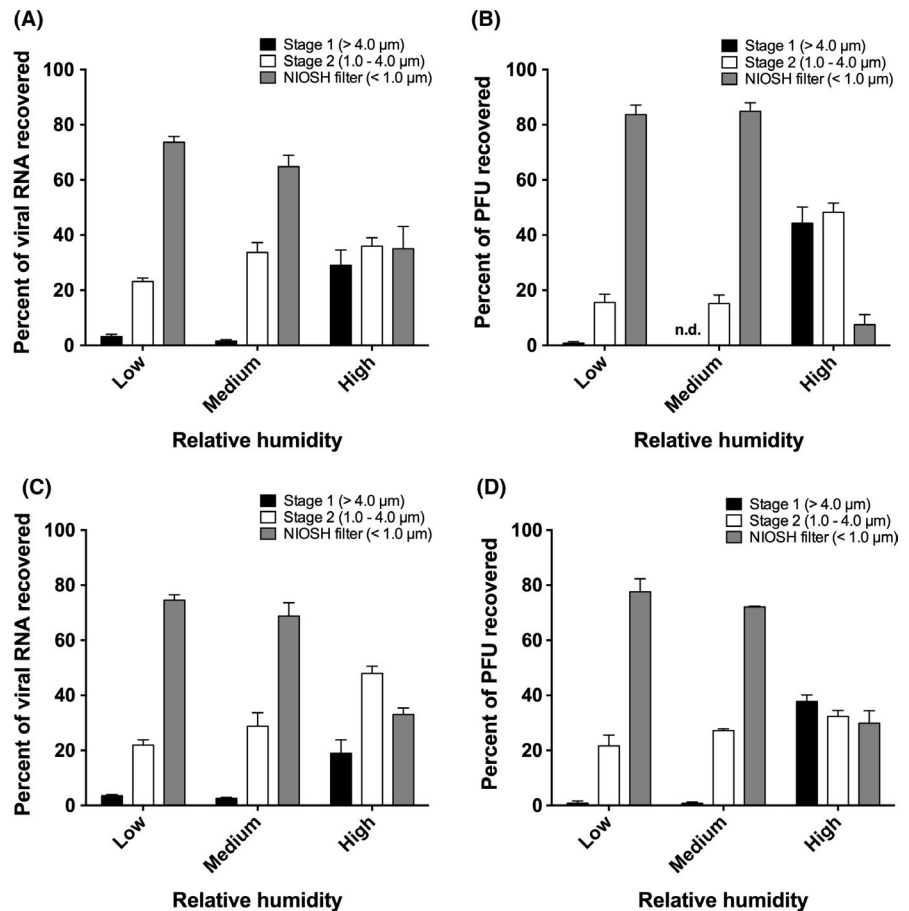 (A)
Stage 1 (> 4.0 µm)
Stage 2 (1.0 - 4.0 µm)
NIOSH filter (< 1.0 µm)
Percent of viral RNA recovered
100
80
60
40
20
0
Low
Medium
High
Relative humidity
(B)
Stage 1 (> 4.0 µm)
Stage 2 (1.0 - 4.0 µm)
NIOSH filter (< 1.0 µm)
Percent of PFU recovered
100
80
60
40
20
0
n.d.
Low
Medium
High
Relative humidity
(C)
Stage 1 (> 4.0 µm)
Stage 2 (1.0 - 4.0 µm)
NIOSH filter (< 1.0 µm)
Percent of viral RNA recovered
100
80
60
40
20
0
Low
Medium
High
Relative humidity
(D)
Stage 1 (> 4.0 µm)
Stage 2 (1.0 - 4.0 µm)
NIOSH filter (< 1.0 µm)
Percent of PFU recovered
100
80
60
40
20
0
Low
Medium
High
Relative humidity